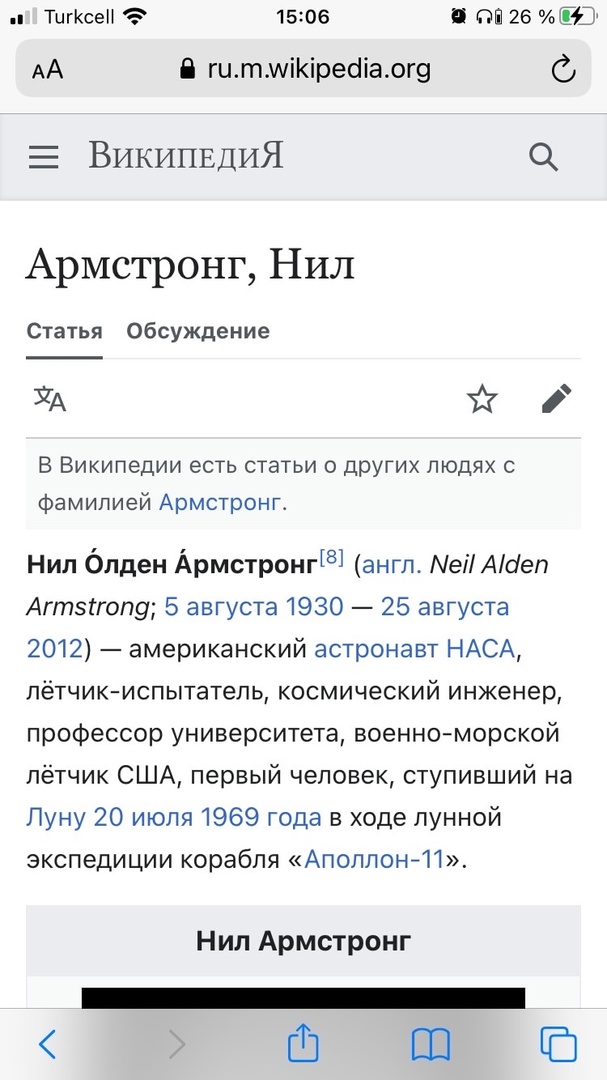 Turkcell 15:06 26 %
AA ru.m.wikipedia.org
ВикипедиЯ
Армстронг, Нил
Статья Обсуждение
文A
В Википедии есть статьи о других людях с
фамилией Армстронг.
Нил О́лден А́рмстронг[8] (англ. Neil Alden
Armstrong; 5 августа 1930 — 25 августа
2012) — американский астронавт НАСА,
лётчик-испытатель, космический инженер,
профессор университета, военно-морской
лётчик США, первый человек, ступивший на
Луну 20 июля 1969 года в ходе лунной
экспедиции корабля «Аполлон-11».
Нил Армстронг